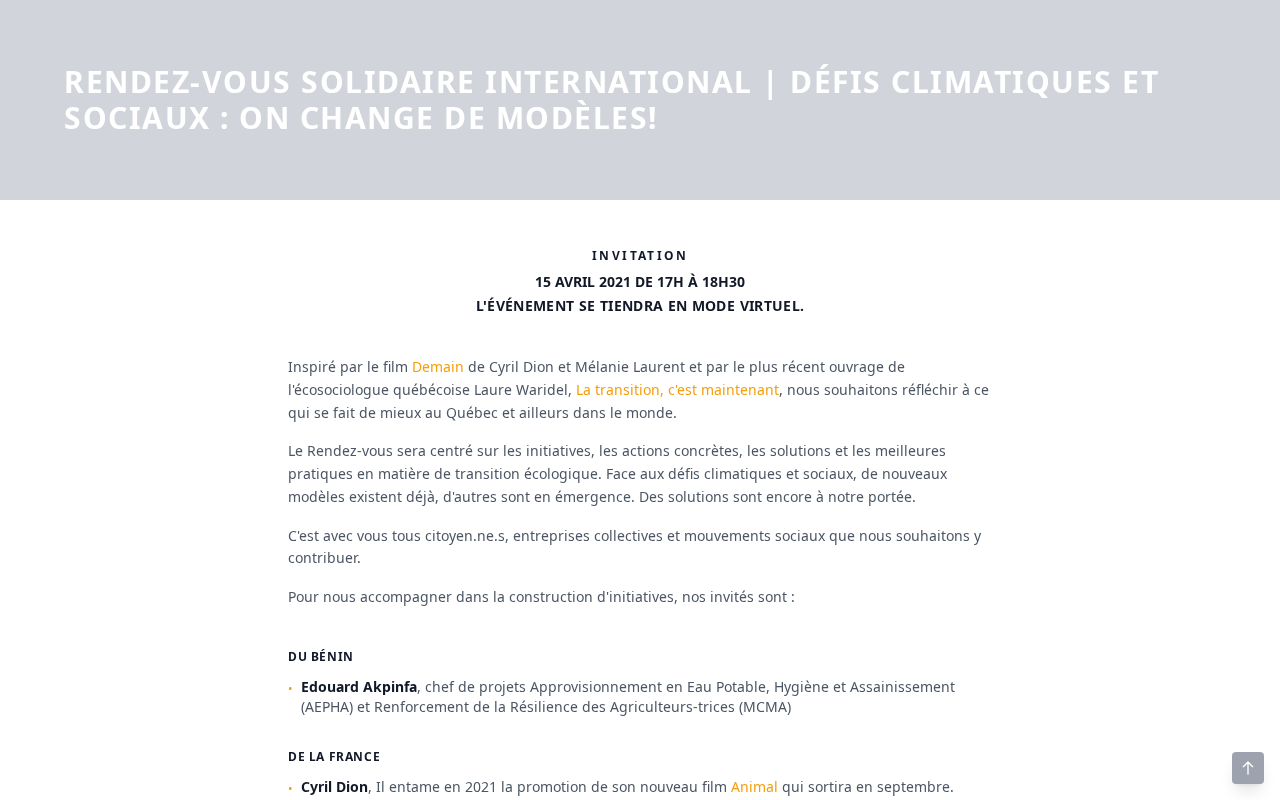 RENDEZ-VOUS SOLIDAIRE INTERNATIONAL | DÉFIS CLIMATIQUES ET
SOCIAUX : ON CHANGE DE MODÈLES!
INVITATION
15 AVRIL 2021 DE 17H À 18H30
L'ÉVÉNEMENT SE TIENDRA EN MODE VIRTUEL.
Inspiré par le film Demain de Cyril Dion et Mélanie Laurent et par le plus récent ouvrage de
l'écosociologue québécoise Laure Waridel, La transition, c'est maintenant, nous souhaitons réfléchir à ce
qui se fait de mieux au Québec et ailleurs dans le monde.
Le Rendez-vous sera centré sur les initiatives, les actions concrètes, les solutions et les meilleures
pratiques en matière de transition écologique. Face aux défis climatiques et sociaux, de nouveaux
modèles existent déjà, d'autres sont en émergence. Des solutions sont encore à notre portée.
C'est avec vous tous citoyen.ne.s, entreprises collectives et mouvements sociaux que nous souhaitons y
contribuer.
Pour nous accompagner dans la construction d'initiatives, nos invités sont :
DU BÉNIN
• Edouard Akpinfa, chef de projets Approvisionnement en Eau Potable, Hygiène et Assainissement
(AEPHA) et Renforcement de la Résilience des Agriculteurs-trices (MCMA)
DE LA FRANCE
• Cyril Dion, Il entame en 2021 la promotion de son nouveau film Animal qui sortira en septembre.